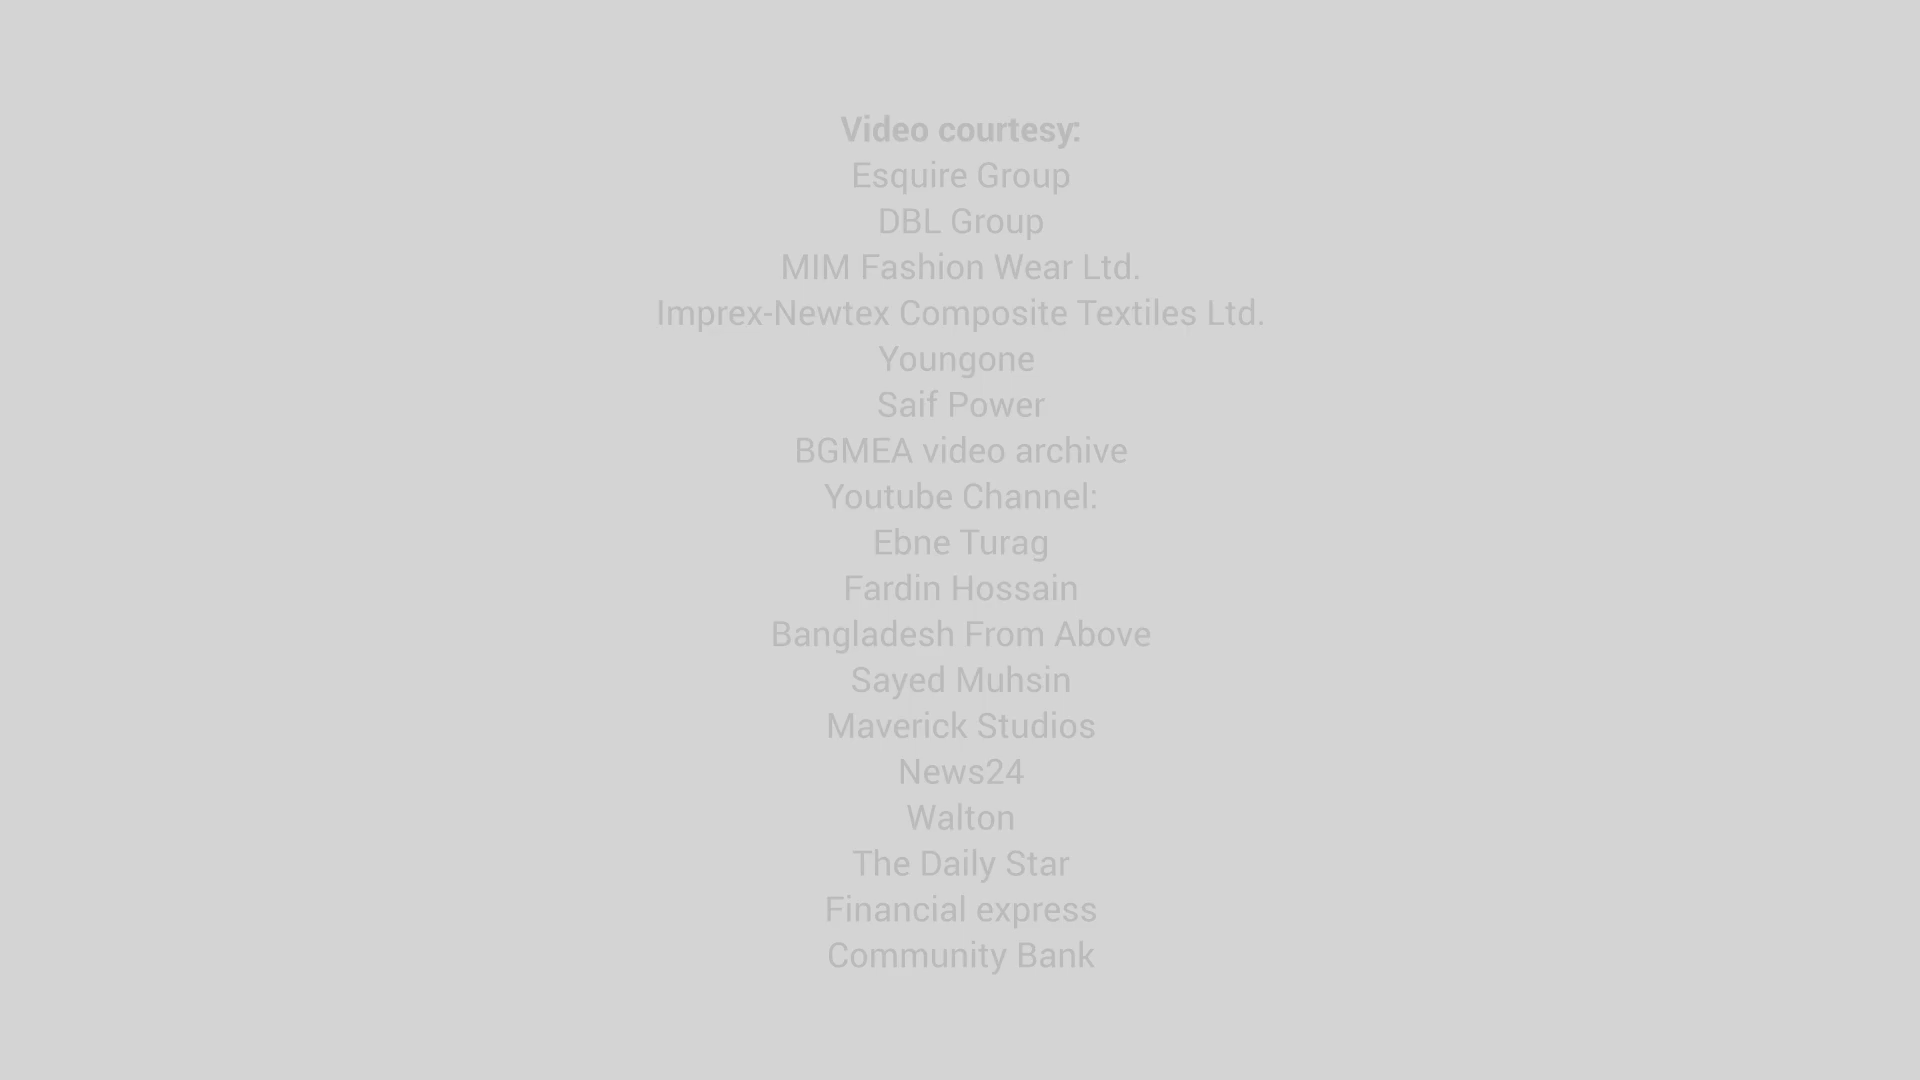 Video courtesy:
Esquire Group
DBL Group
MIM Fashion Wear Ltd.
Imprex-Newtex Composite Textiles Ltd.
Youngone
Saif Power
BGMEA video archive
Youtube Channel:
Ebne Turag
Fardin Hossain
Bangladesh From Above
Sayed Muhsin
Maverick Studios
News24
Walton
The Daily Star
Financial express
Community Bank